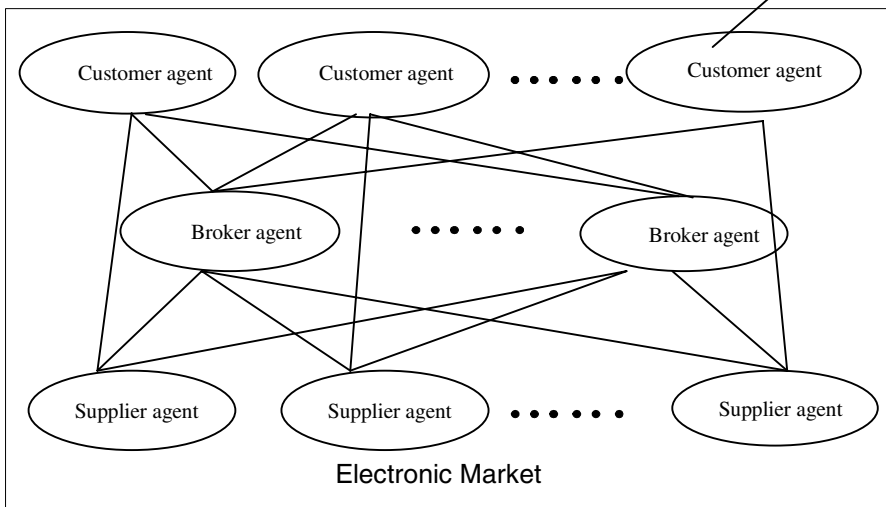 Customer agent
Customer agent
Customer agent
Broker agent
Broker agent
Supplier agent
Supplier agent
Supplier agent
Electronic Market